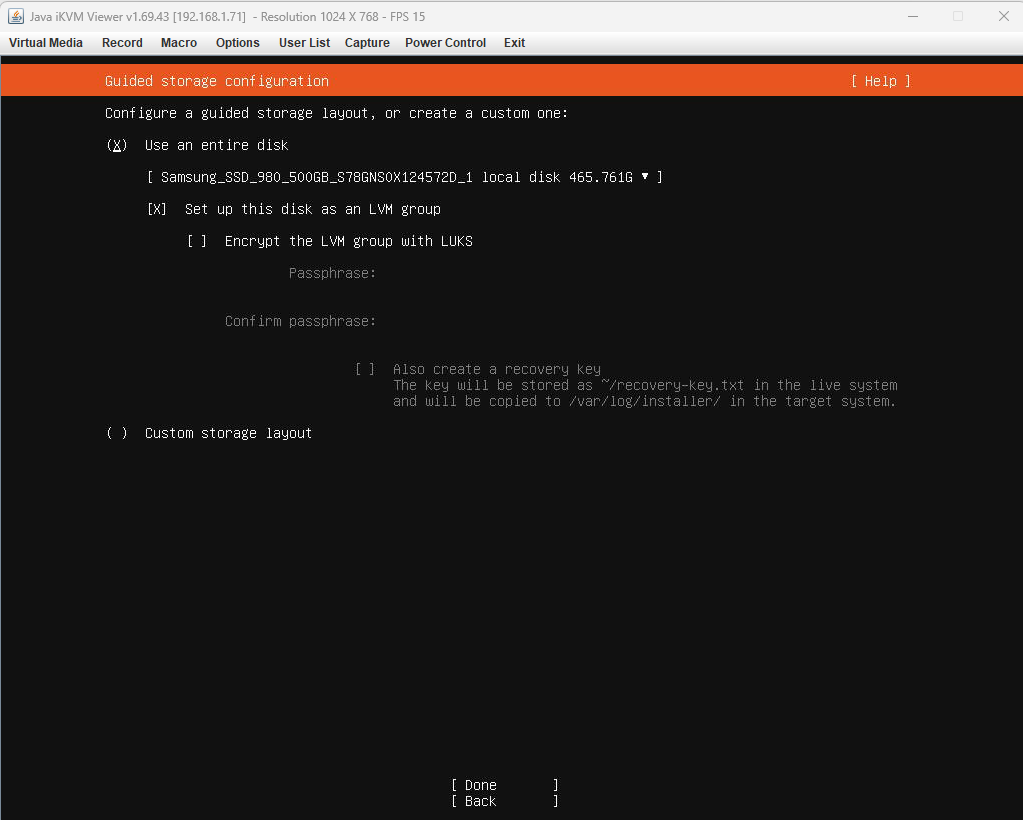 Java iKVM Viewer v1.69.43 [192.168.1.71] - Resolution 1024 X 768 - FPS 15
Virtual Media Record Macro Options User List Capture Power Control Exit
Guided storage configuration [ Help ]
Configure a guided storage layout, or create a custom one:
(X) Use an entire disk
[ Samsung_SSD_980_500GB_S78GNS0X124572D_1 local disk 465.761G ▾ ]
[X] Set up this disk as an LVM group
[ ] Encrypt the LVM group with LUKS
Passphrase:
Confirm passphrase:
[ ] Also create a recovery key
The key will be stored as ~/recovery-key.txt in the live system
and will be copied to /var/log/installer/ in the target system.
( ) Custom storage layout
[ Done ]
[ Back ]